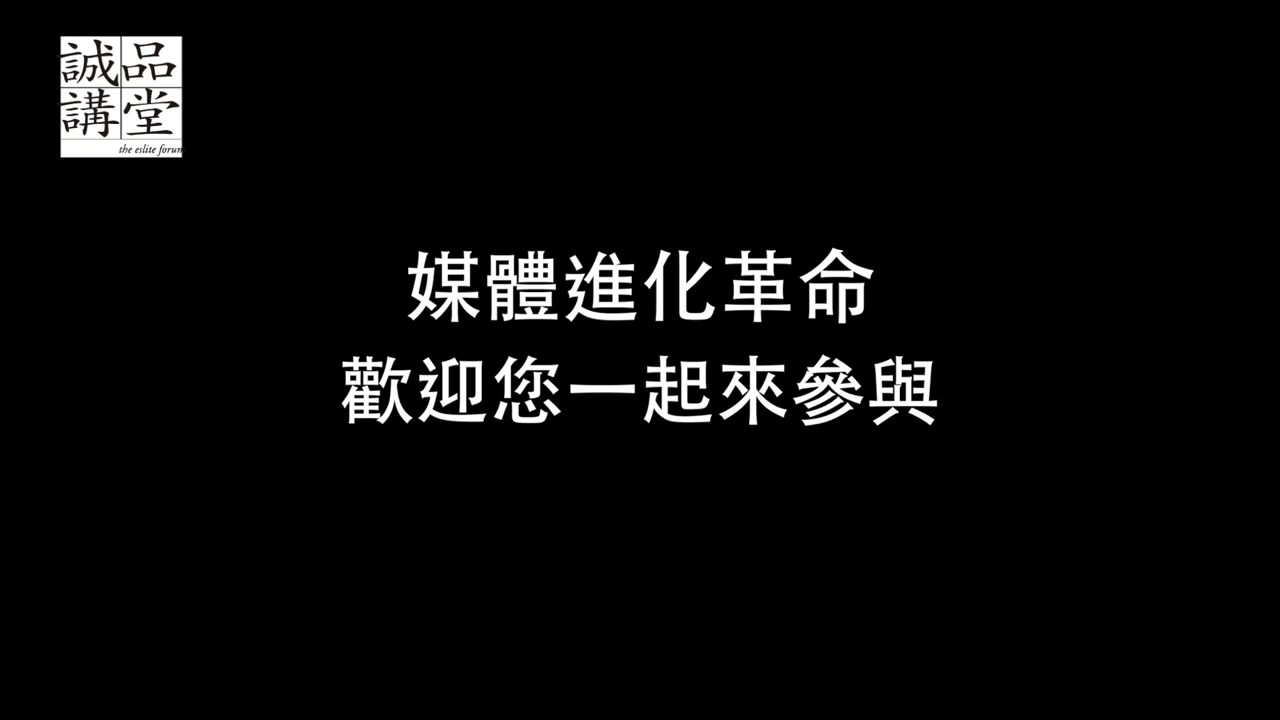 誠品
講堂
the eslite forum
媒體進化革命
歡迎您一起來參與